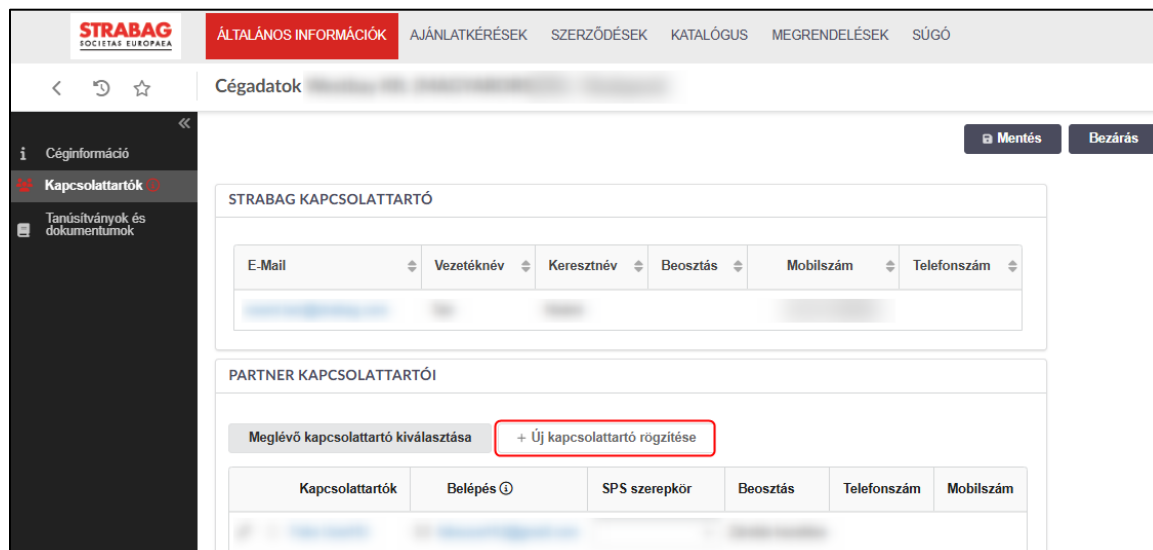 STRABAG
SOCIETAS EUROPAEA
ÁLTALÁNOS INFORMÁCIÓK AJÁNLATKÉRÉSEK SZERZŐDÉSEK KATALÓGUS MEGRENDELÉSEK SÚGÓ
Cégadatok
Mentés Bezárás
Céginformáció
Kapcsolattartók
Tanúsítványok és
dokumentumok
STRABAG KAPCSOLATTARTÓ
E-Mail Vezetéknév Keresztnév Beosztás Mobilszám Telefonszám
PARTNER KAPCSOLATTARTÓI
Meglévő kapcsolattartó kiválasztása + Új kapcsolattartó rögzítése
Kapcsolattartók Belépés SPS szerepkör Beosztás Telefonszám Mobilszám